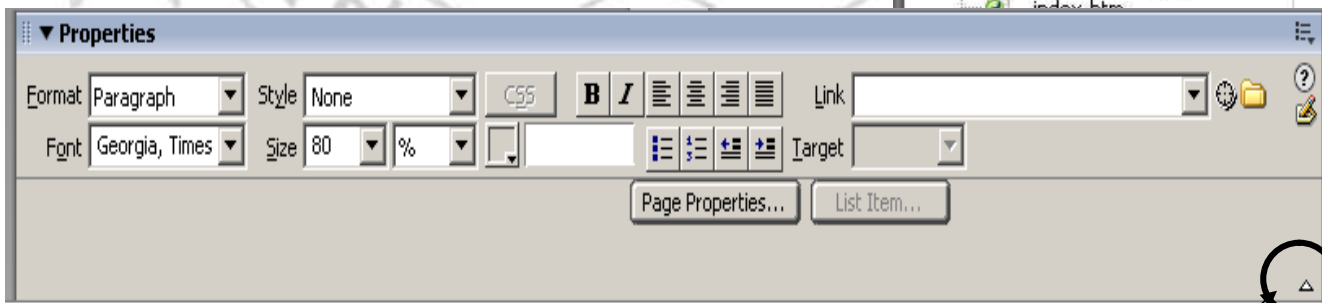 index.htm
Properties
Format Paragraph Style None CSS B I Link
Font Georgia, Times Size 80 % Target
Page Properties... List Item...